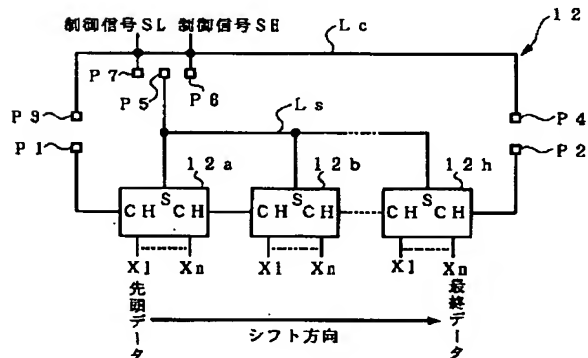 制御信号SL 制御信号SE
Lc
12
P7
P5
P6
P3
P4
P1
Ls
P2
12a
12b
12h
CH S CH
CH S CH
CH S CH
X1 Xn
X1 Xn
X1 Xn
先頭データ
シフト方向
最終データ